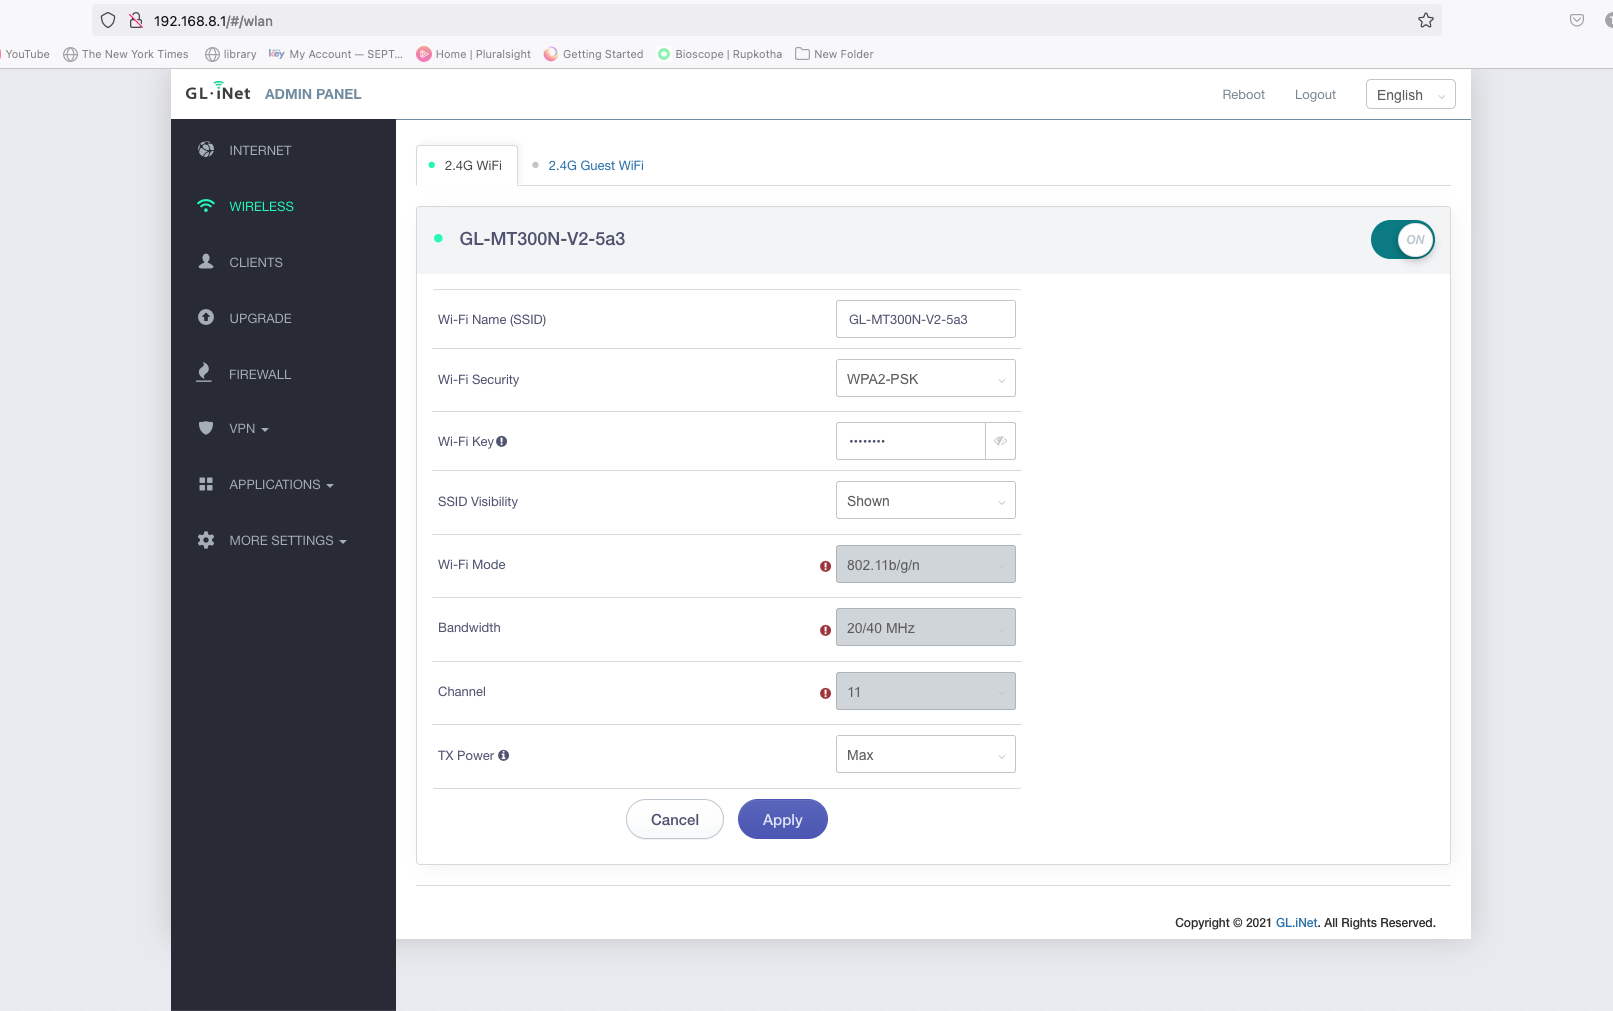 192.168.8.1/#/wlan
YouTube The New York Times library My Account — SEPT... Home | Pluralsight Getting Started Bioscope | Rupkotha New Folder
GL·iNet ADMIN PANEL Reboot Logout English
INTERNET
WIRELESS
CLIENTS
UPGRADE
FIREWALL
VPN
APPLICATIONS
MORE SETTINGS
2.4G WiFi 2.4G Guest WiFi
GL-MT300N-V2-5a3 ON
Wi-Fi Name (SSID) GL-MT300N-V2-5a3
Wi-Fi Security WPA2-PSK
Wi-Fi Key ••••••••
SSID Visibility Shown
Wi-Fi Mode 802.11b/g/n
Bandwidth 20/40 MHz
Channel 11
TX Power Max
Cancel Apply
Copyright © 2021 GL.iNet. All Rights Reserved.